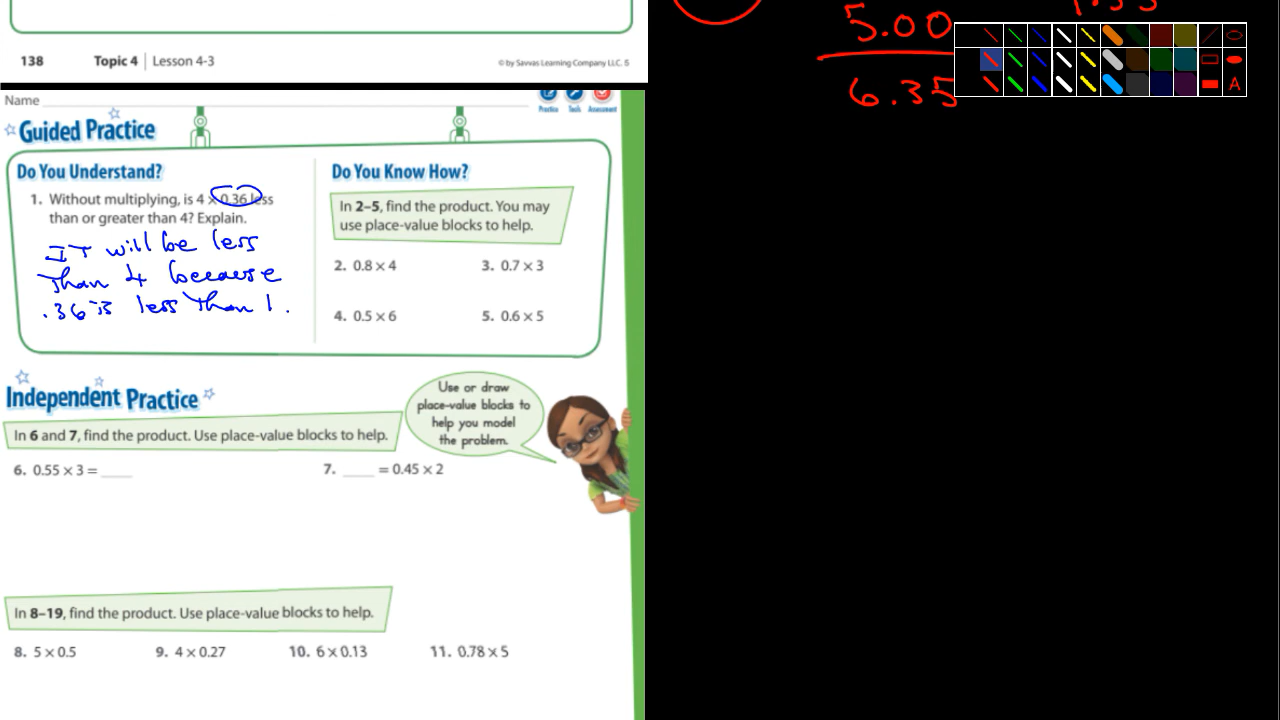 5.00
6.35
A
138 Topic 4 | Lesson 4-3 © by Savvas Learning Company LLC. 5
Name
Practice Tools Assessment
Guided Practice
Do You Understand?
1. Without multiplying, is 4 × 0.36 less
than or greater than 4? Explain.
IT will be less
Than 4 because
.36 is less Than 1.
Do You Know How?
In 2–5, find the product. You may
use place-value blocks to help.
2. 0.8 × 4 3. 0.7 × 3
4. 0.5 × 6 5. 0.6 × 5
Independent Practice
Use or draw
place-value blocks to
help you model
the problem.
In 6 and 7, find the product. Use place-value blocks to help.
6. 0.55 × 3 = ____ 7. ____ = 0.45 × 2
In 8–19, find the product. Use place-value blocks to help.
8. 5 × 0.5 9. 4 × 0.27 10. 6 × 0.13 11. 0.78 × 5